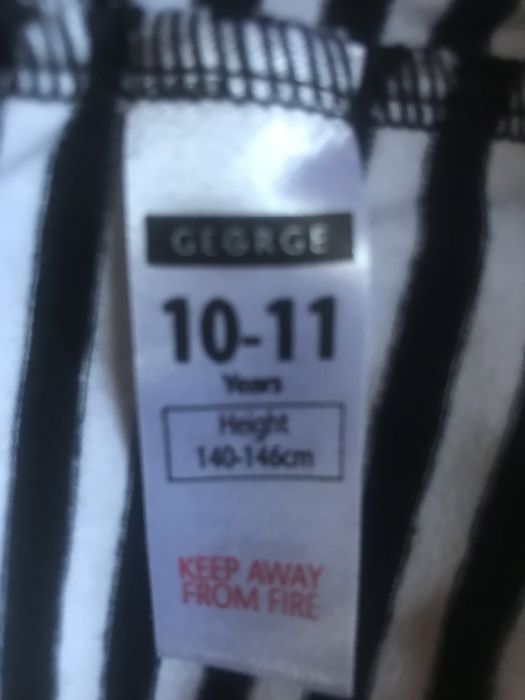 GEORGE
10-11
Years
Height
140-146cm
KEEP AWAY
FROM FIRE